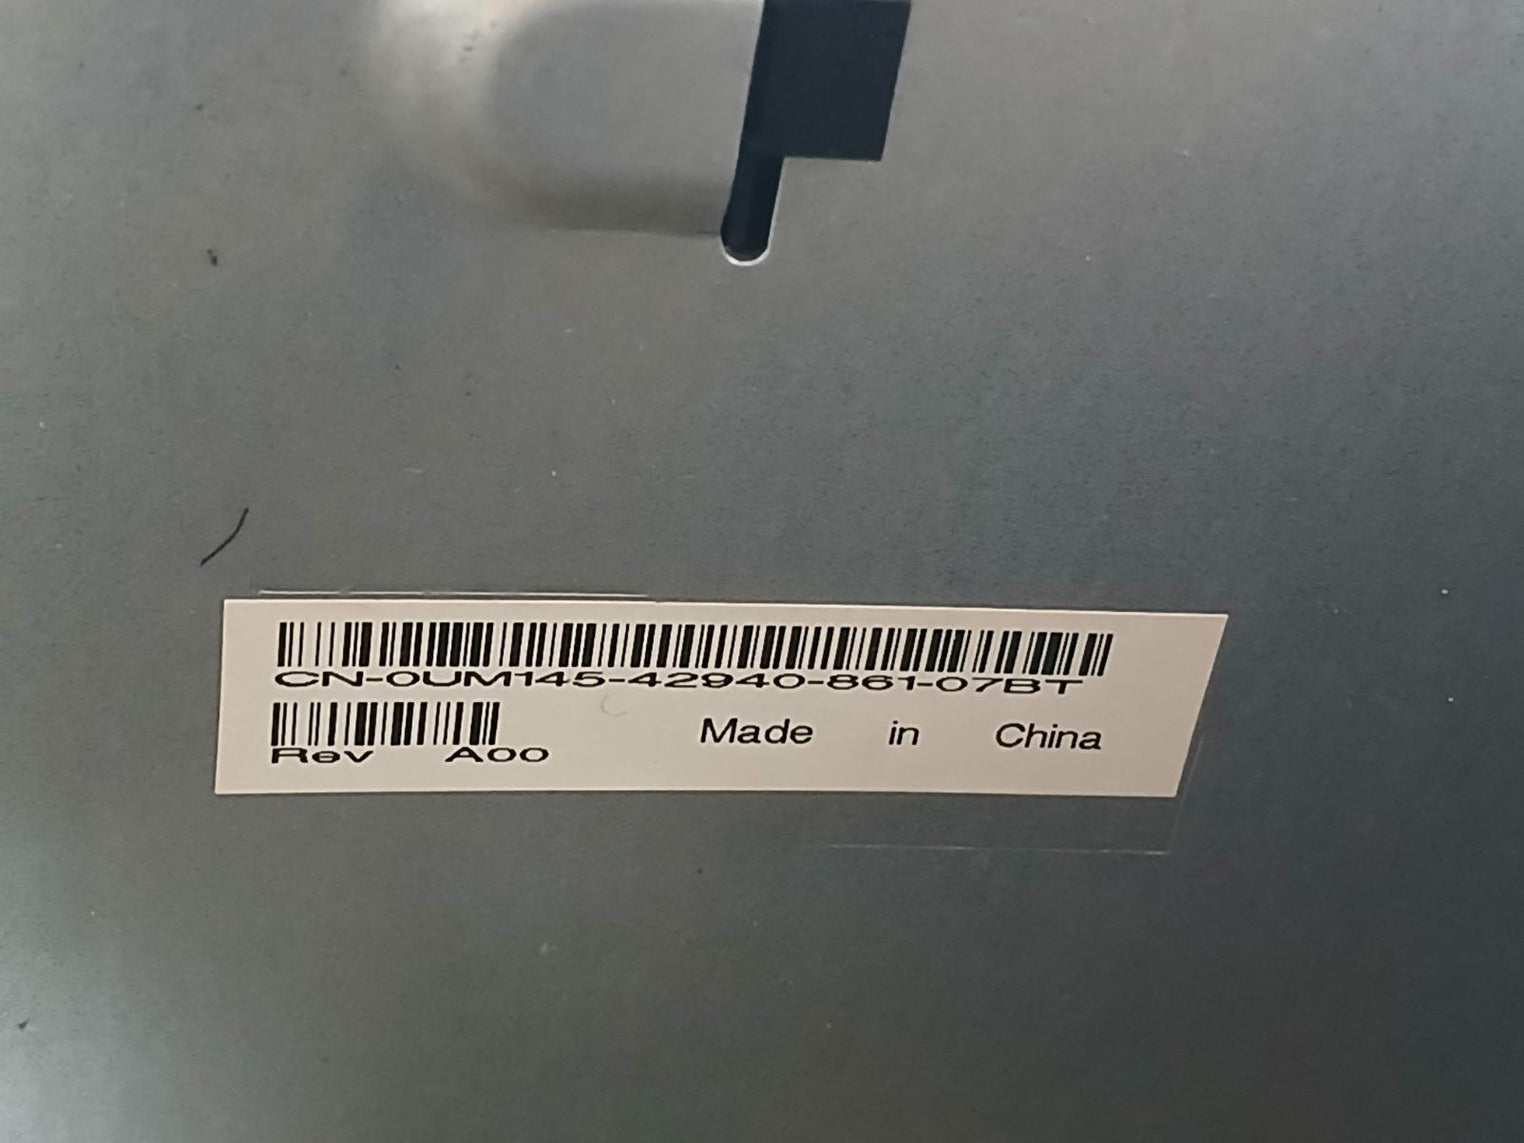 CN-0UM145-42940-861-07BT
Rev A00 Made in China